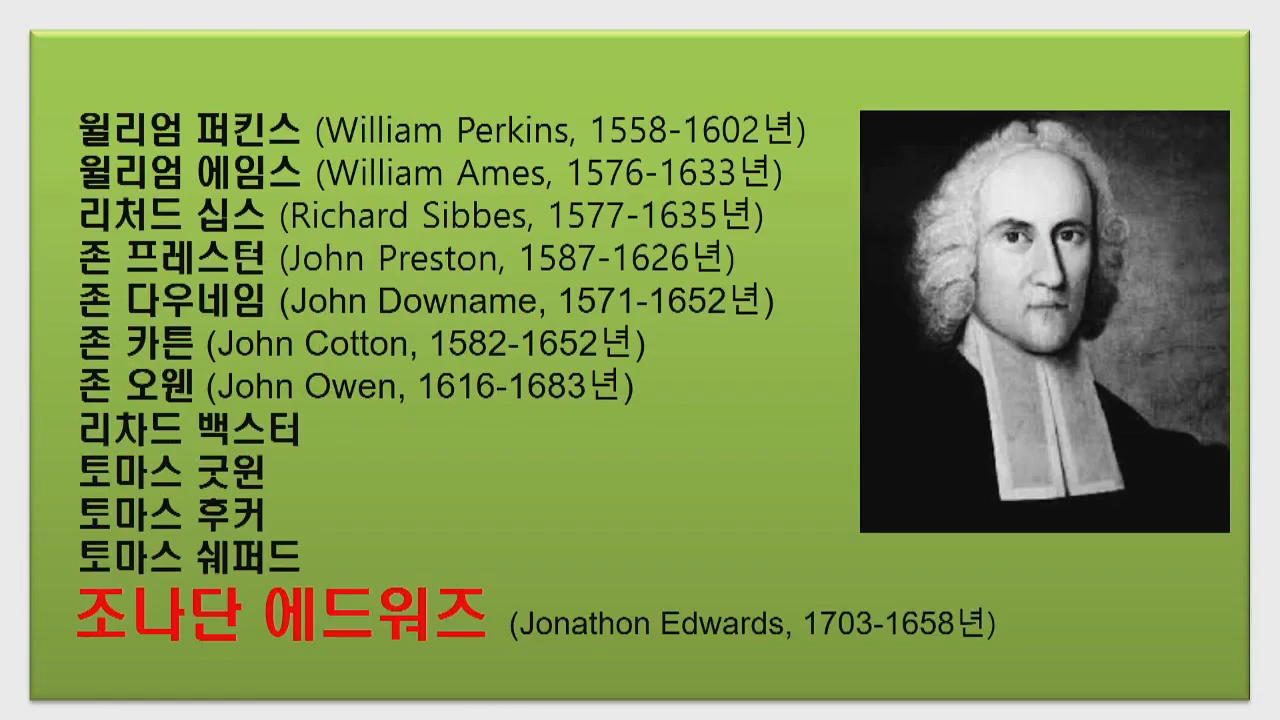 윌리엄 퍼킨스 (William Perkins, 1558-1602년)
윌리엄 에임스 (William Ames, 1576-1633년)
리처드 십스 (Richard Sibbes, 1577-1635년)
존 프레스턴 (John Preston, 1587-1626년)
존 다우네임 (John Downame, 1571-1652년)
존 카튼 (John Cotton, 1582-1652년)
존 오웬 (John Owen, 1616-1683년)
리차드 백스터
토마스 굿윈
토마스 후커
토마스 쉐퍼드
조나단 에드워즈 (Jonathon Edwards, 1703-1658년)